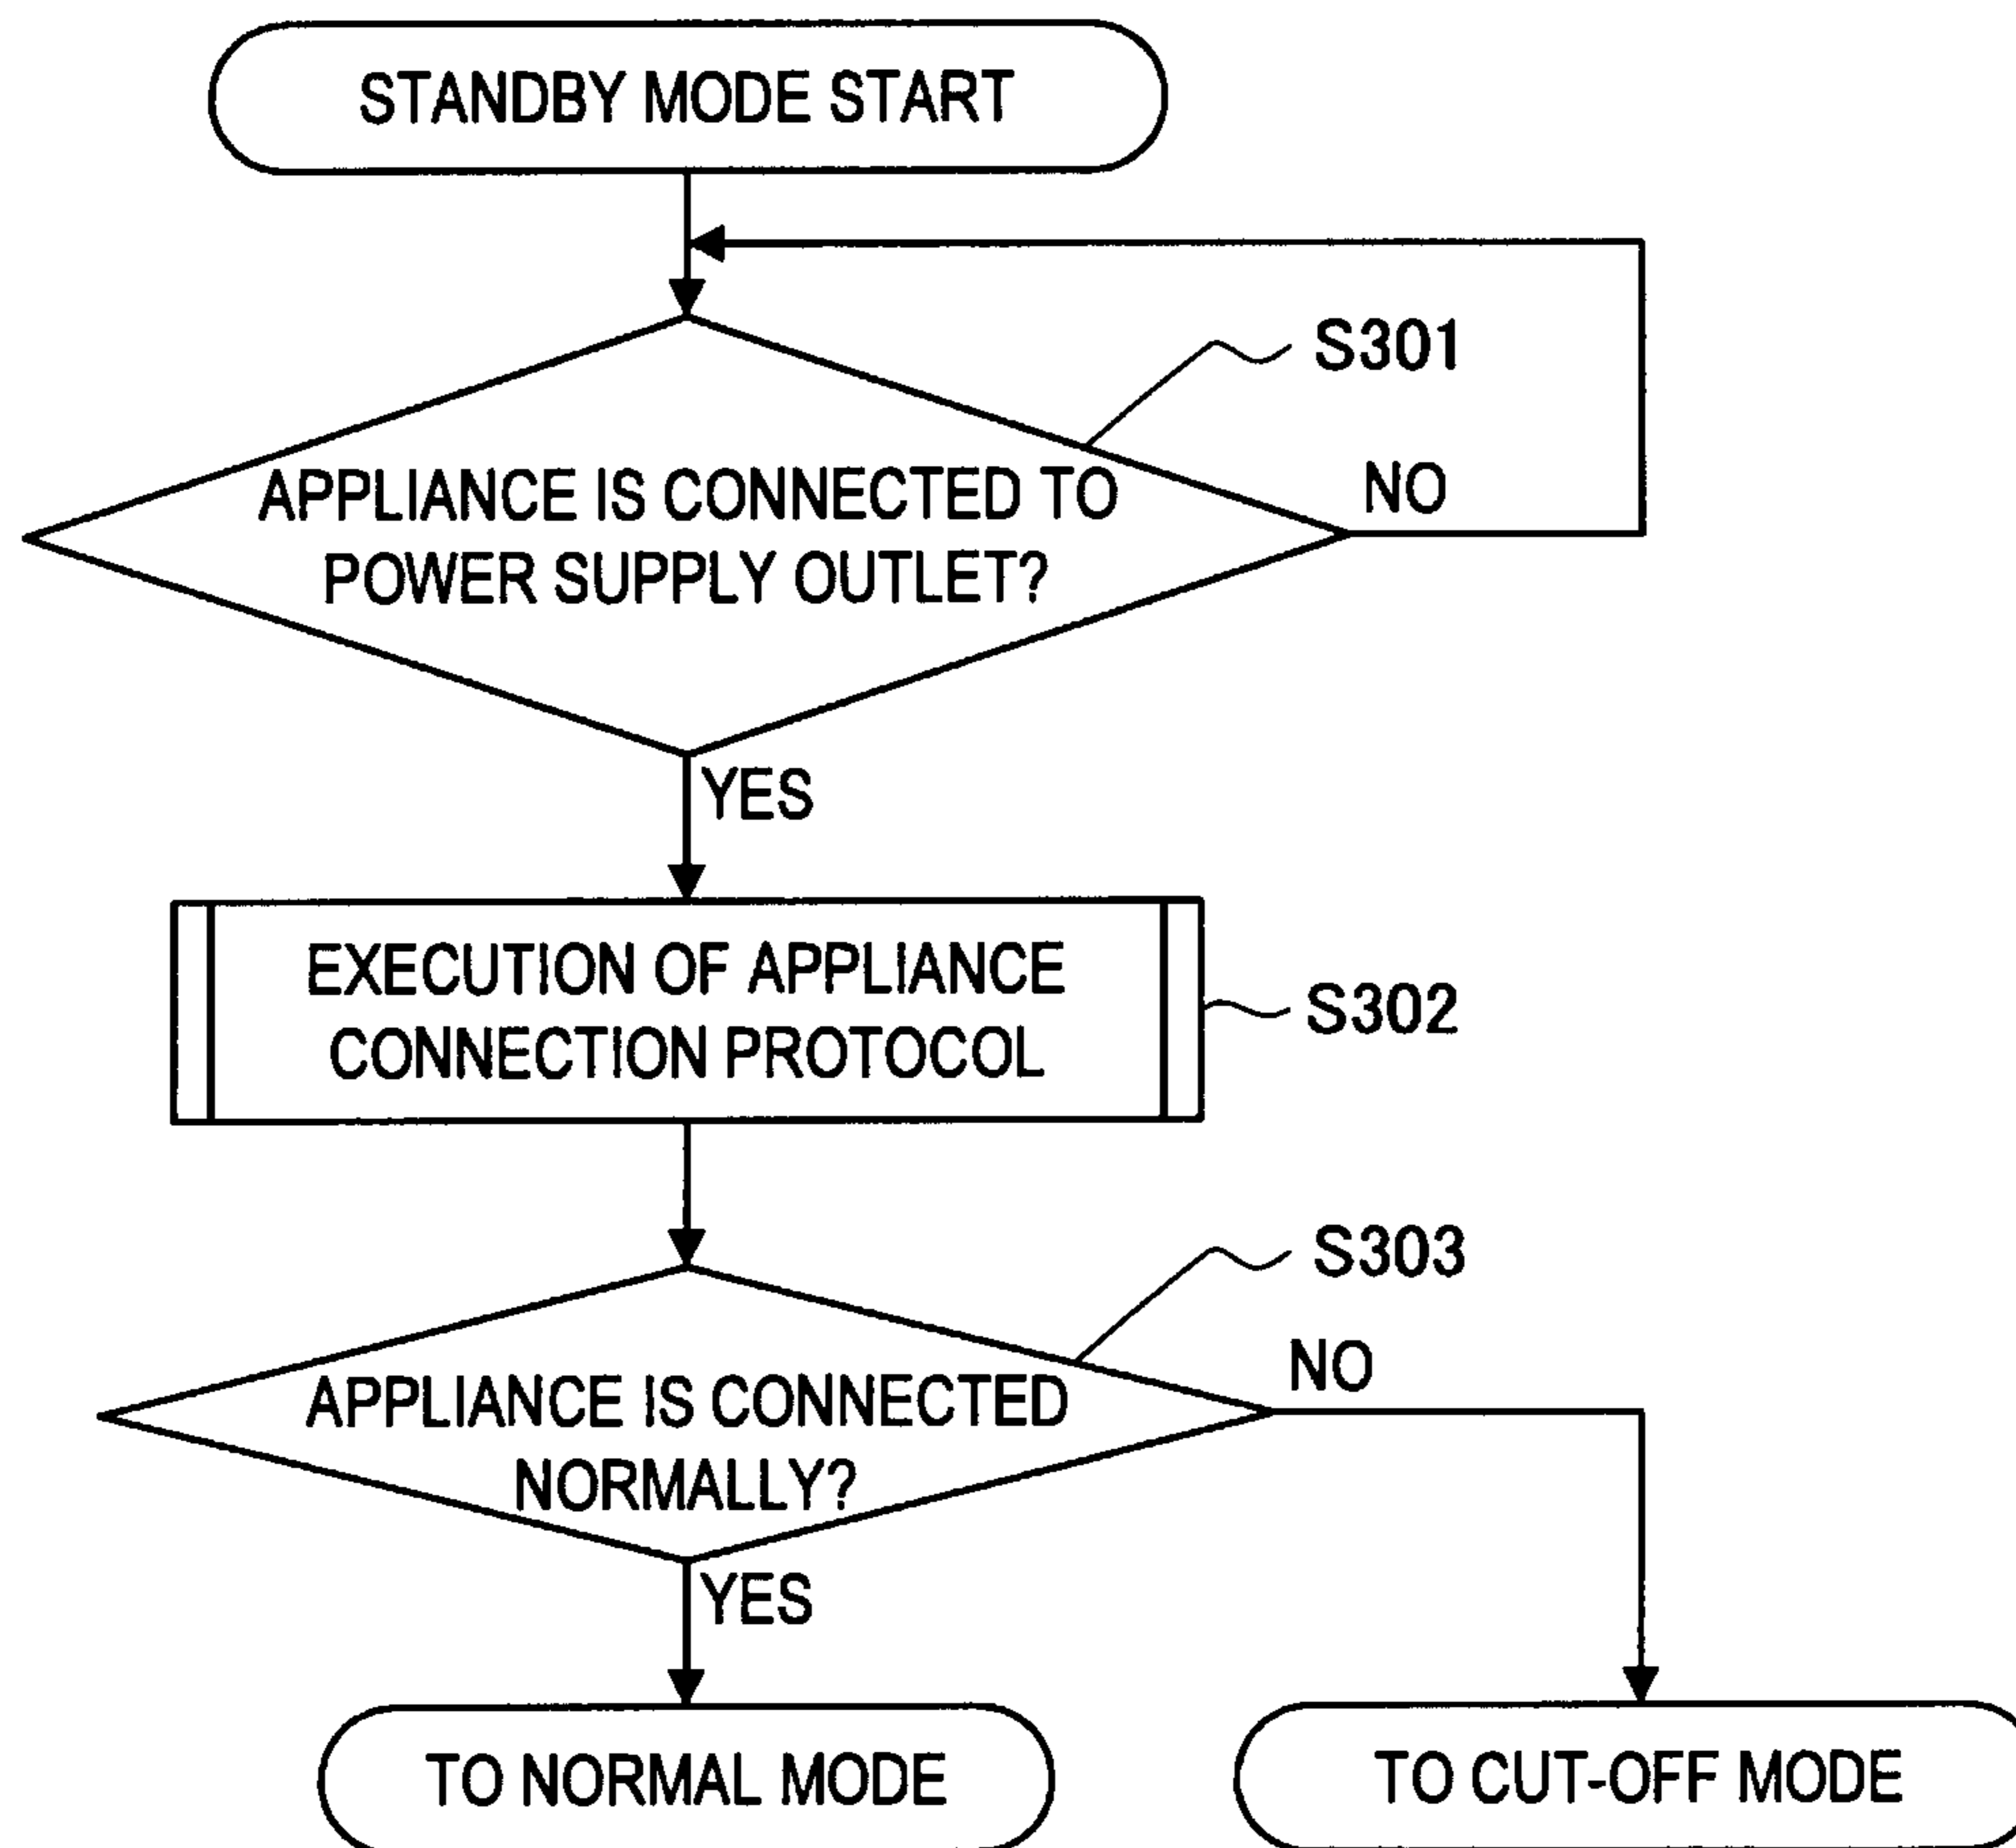 STANDBY MODE START
S301
APPLIANCE IS CONNECTED TO
POWER SUPPLY OUTLET?
NO
YES
EXECUTION OF APPLIANCE
CONNECTION PROTOCOL
S302
S303
APPLIANCE IS CONNECTED
NORMALLY?
NO
YES
TO NORMAL MODE
TO CUT-OFF MODE